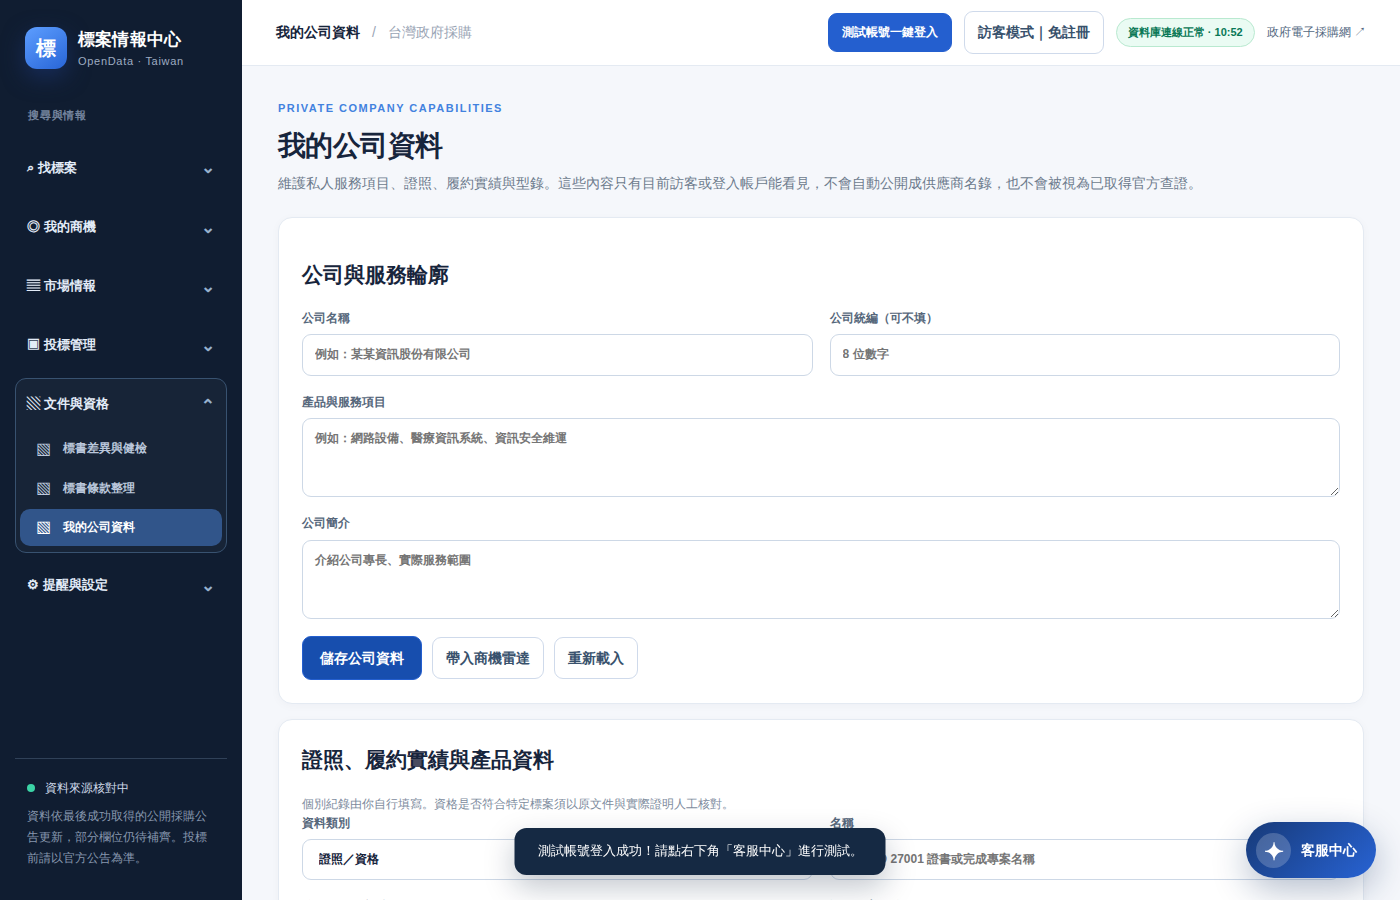 標
標案情報中心
OpenData · Taiwan
搜尋與情報
找標案
我的商機
市場情報
投標管理
文件與資格
標書差異與健檢
標書條款整理
我的公司資料
提醒與設定
資料來源核對中
資料依最後成功取得的公開採購公
告更新，部分欄位仍待補齊。投標
前請以官方公告為準。
我的公司資料 / 台灣政府採購
測試帳號一鍵登入
訪客模式｜免註冊
資料庫連線正常 · 10:52
政府電子採購網 ↗
PRIVATE COMPANY CAPABILITIES
我的公司資料
維護私人服務項目、證照、履約實績與型錄。這些內容只有目前訪客或登入帳戶能看見，不會自動公開成供應商名錄，也不會被視為已取得官方查證。
公司與服務輪廓
公司名稱
公司統編（可不填）
例如：某某資訊股份有限公司
8 位數字
產品與服務項目
例如：網路設備、醫療資訊系統、資訊安全維運
公司簡介
介紹公司專長、實際服務範圍
儲存公司資料
帶入商機雷達
重新載入
證照、履約實績與產品資料
個別紀錄由你自行填寫。資格是否符合特定標案須以原文件與實際證明人工核對。
資料類別
名稱
證照／資格
27001 證書或完成專案名稱
測試帳號登入成功！請點右下角「客服中心」進行測試。
客服中心